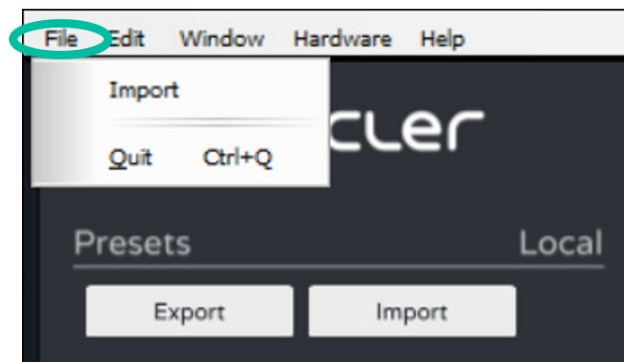 File Edit Window Hardware Help
Import
Quit Ctrl+Q
cler
Presets Local
Export Import